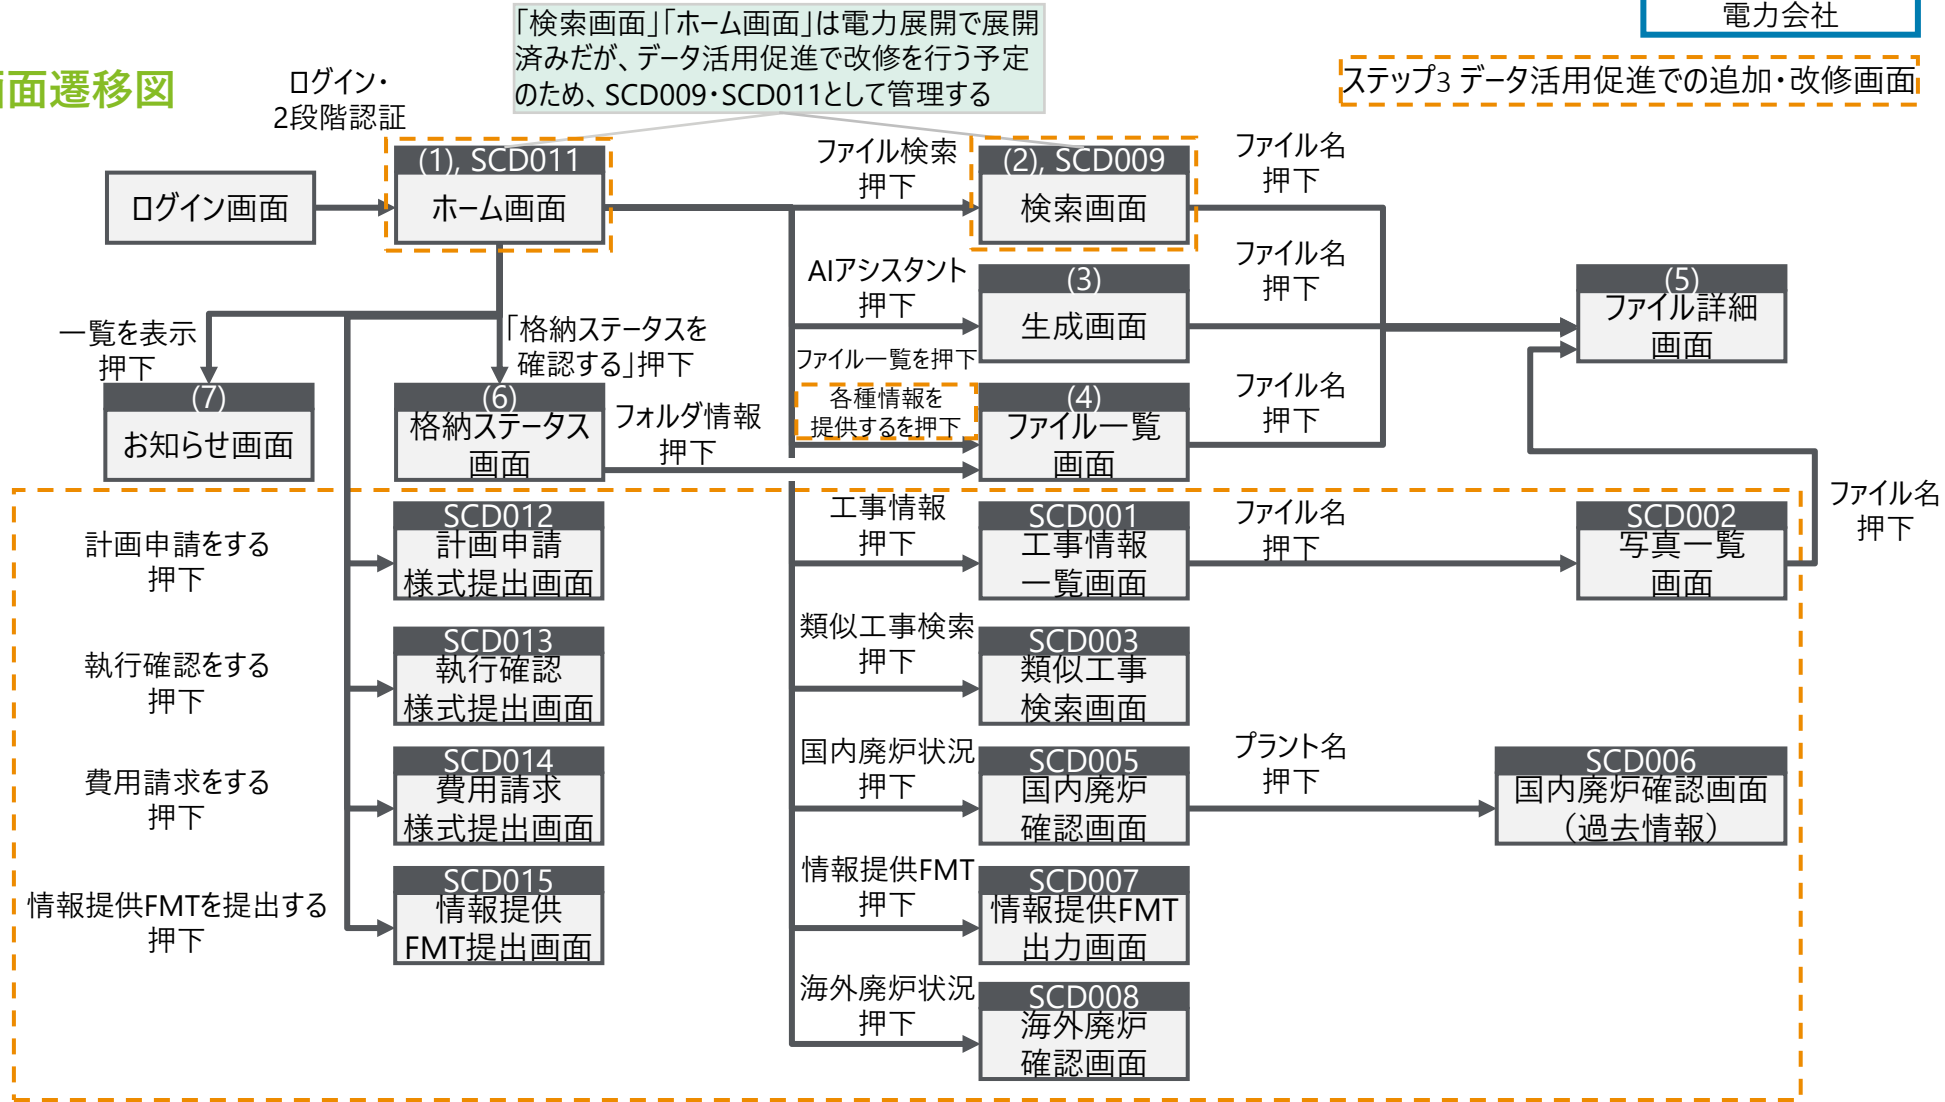 「検索画面」「ホーム画面」は電力展開で展開
済みだが、データ活用促進で改修を行う予定
のため、SCD009・SCD011として管理する
電力会社
面遷移図
ステップ3 データ活用促進での追加・改修画面
ログイン・
2段階認証
ログイン画面
(1), SCD011
ホーム画面
ファイル検索
押下
(2), SCD009
検索画面
ファイル名
押下
AIアシスタント
押下
(3)
生成画面
ファイル名
押下
(5)
ファイル詳細
画面
一覧を表示
押下
「格納ステータスを
確認する」押下
ファイル一覧を押下
各種情報を
提供するを押下
(7)
お知らせ画面
(6)
格納ステータス
画面
フォルダ情報
押下
(4)
ファイル一覧
画面
ファイル名
押下
計画申請をする
押下
SCD012
計画申請
様式提出画面
工事情報
押下
SCD001
工事情報
一覧画面
ファイル名
押下
SCD002
写真一覧
画面
ファイル名
押下
執行確認をする
押下
SCD013
執行確認
様式提出画面
類似工事検索
押下
SCD003
類似工事
検索画面
費用請求をする
押下
SCD014
費用請求
様式提出画面
国内廃炉状況
押下
SCD005
国内廃炉
確認画面
プラント名
押下
SCD006
国内廃炉確認画面
（過去情報）
情報提供FMTを提出する
押下
SCD015
情報提供
FMT提出画面
情報提供FMT
押下
SCD007
情報提供FMT
出力画面
海外廃炉状況
押下
SCD008
海外廃炉
確認画面